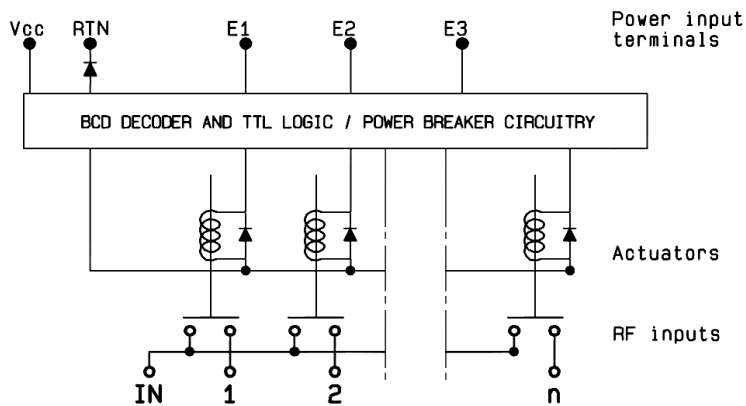 Vcc RTN E1 E2 E3 Power input
terminals
BCD DECODER AND TTL LOGIC / POWER BREAKER CIRCUITRY
Actuators
RF inputs
IN 1 2 n